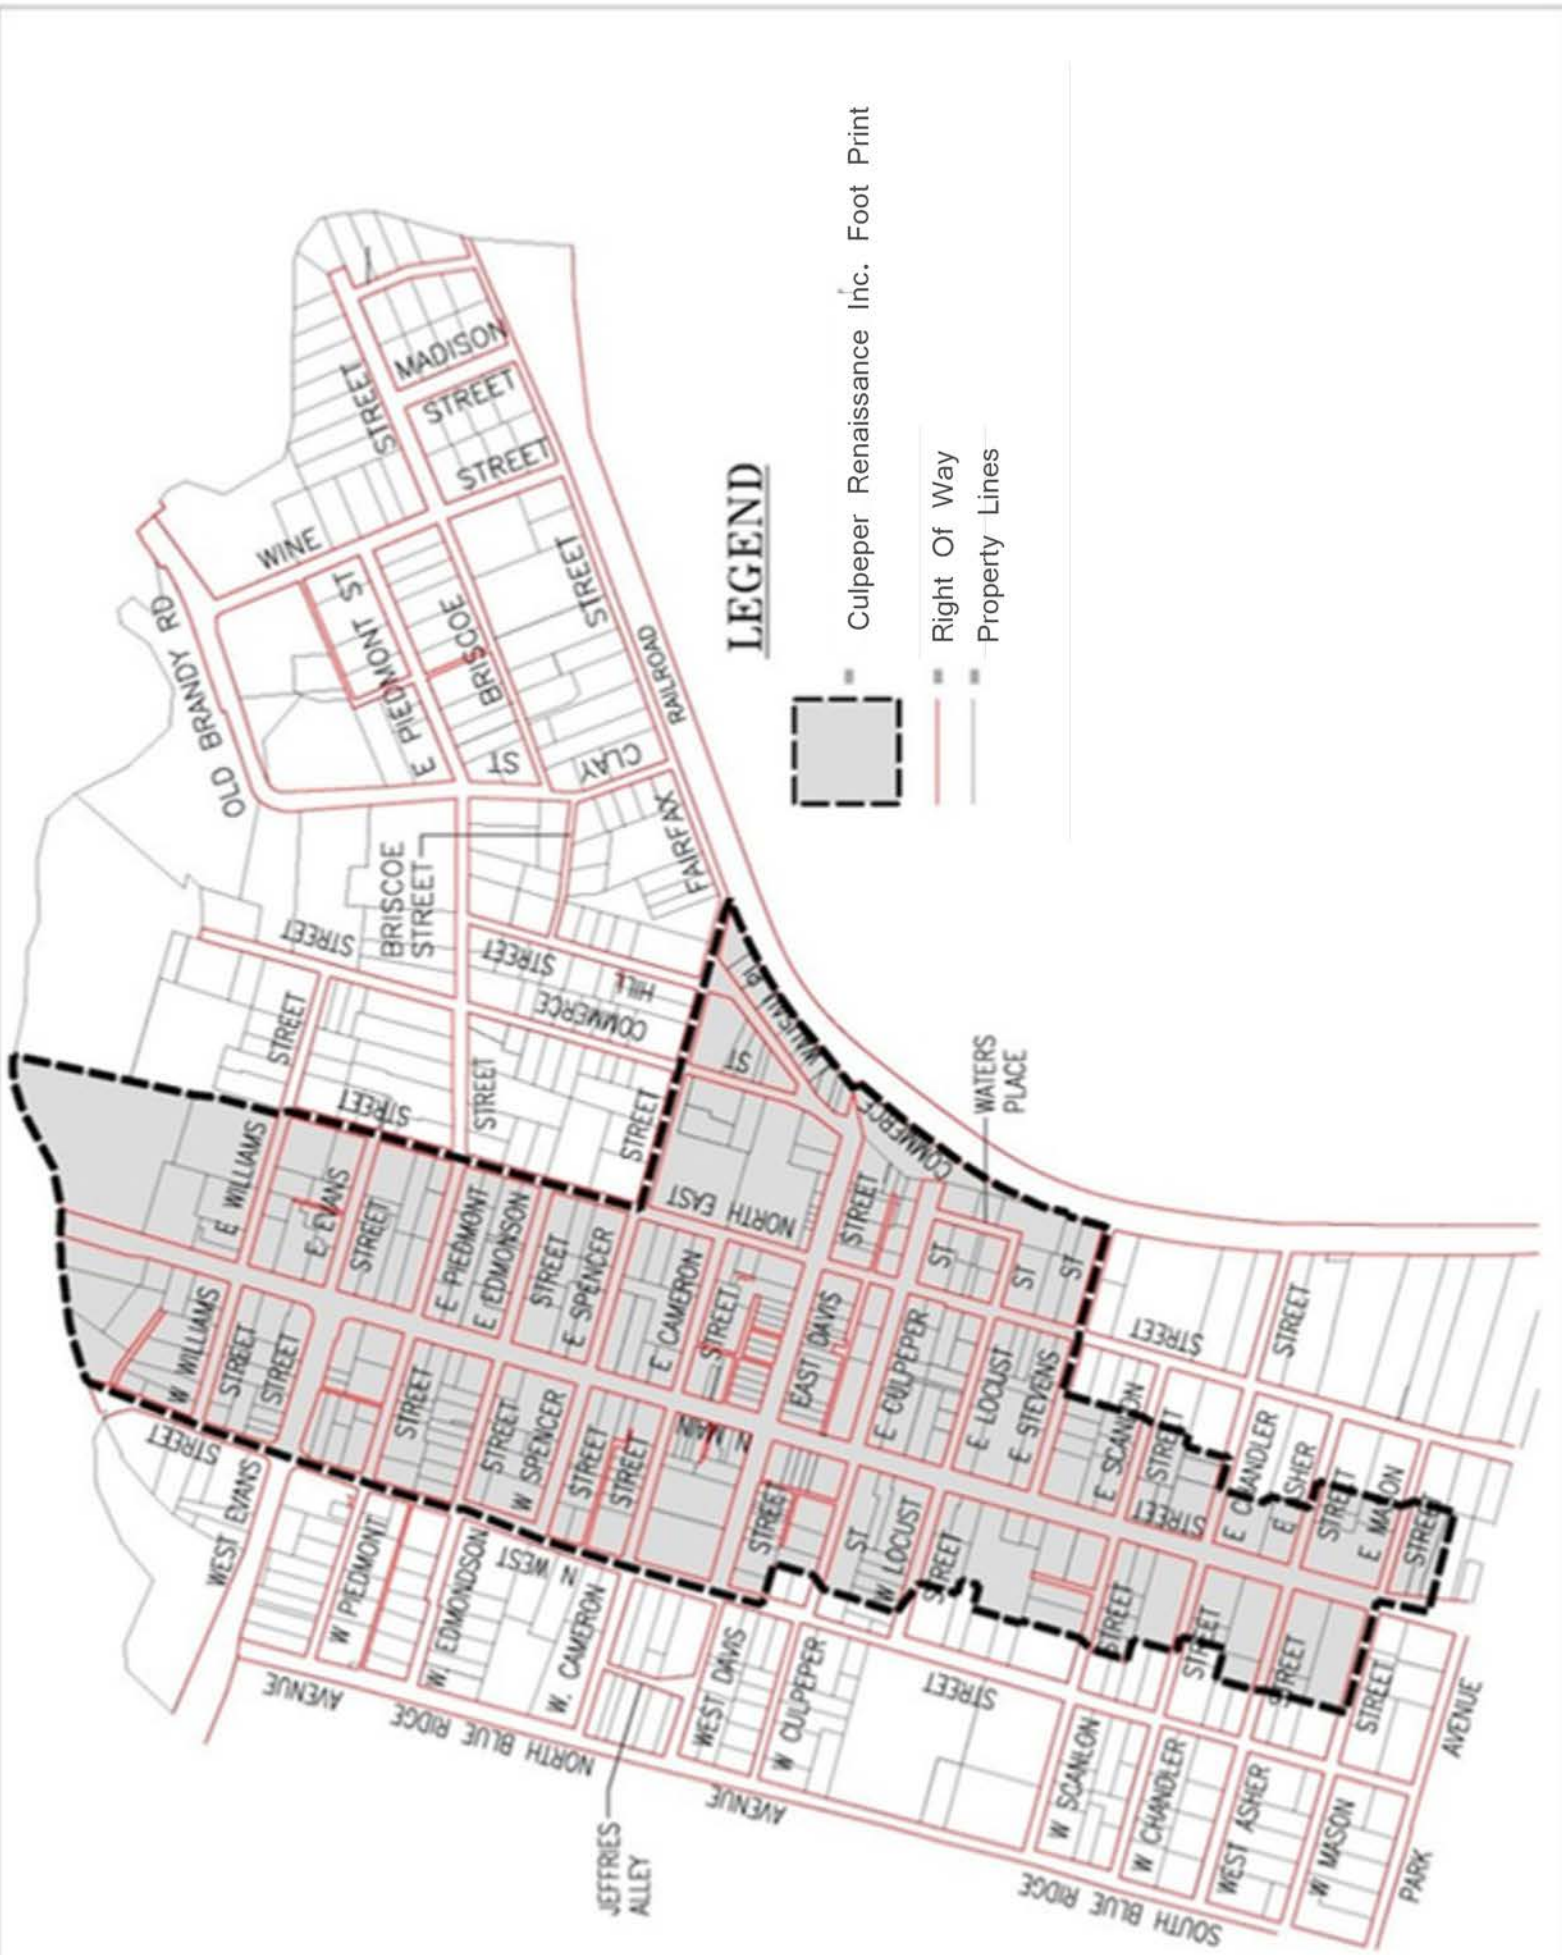 LEGEND
Culpeper Renaissance Inc. Foot Print
Right Of Way
Property Lines
MADISON
STREET
STREET
STREET
WINE
OLD BRANDY RD
E PIEDMONT ST
BRISCOE
STREET
RAILROAD
ST
CLAY
FAIRFAX
BRISCOE
STREET
STREET
STREET
HILL
COMMERCE
STREET
STREET
STREET
STREET
ST
WAUSAU PL
COMMERCE
WATERS
PLACE
NORTH EAST
STREET
E WILLIAMS
E EVANS
STREET
E PIEDMONT
E EDMONSON
STREET
E SPENCER
E CAMERON
STREET
EAST DAVIS
E CULPEPER
ST
E LOCUST
ST
E STEVENS
ST
STREET
STREET
W WILLIAMS
STREET
STREET
STREET
STREET
W SPENCER
STREET
STREET
N MAIN
STREET
ST
W LOCUST
STREET
E SCANLON
STREET
STREET
E CHANDLER
E ASHER
STREET
E MASON
STREET
STREET
WEST EVANS
W PIEDMONT
W. EDMONDSON
N WEST
W. CAMERON
WEST DAVIS
W CULPEPER
STREET
STREET
STREET
STREET
STREET
AVENUE
NORTH BLUE RIDGE
AVENUE
JEFFRIES
ALLEY
W SCANLON
W CHANDLER
WEST ASHER
W MASON
PARK
AVENUE
SOUTH BLUE RIDGE